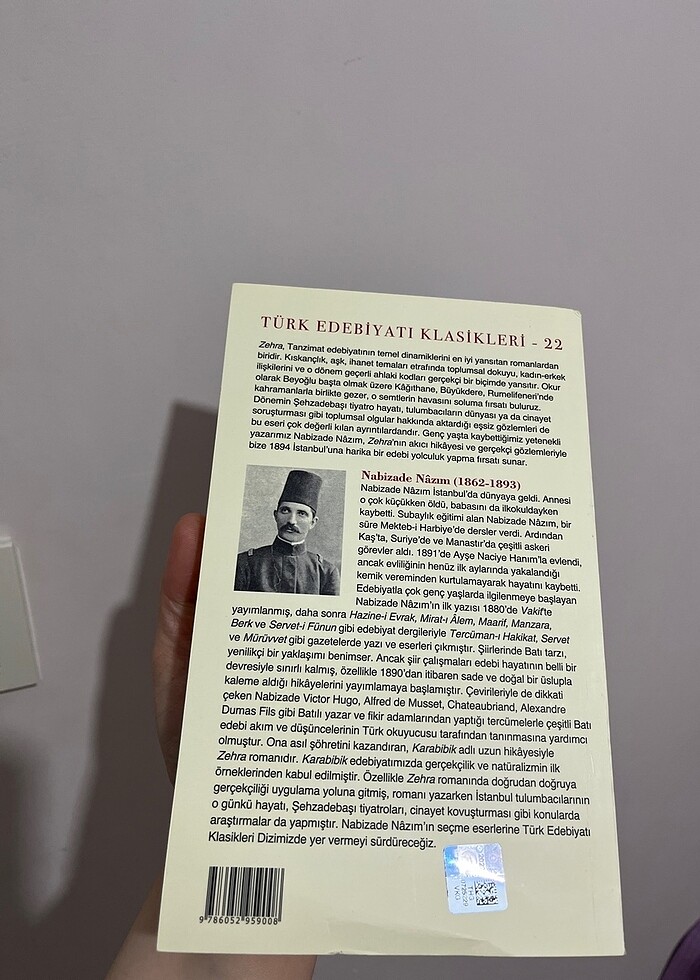 TÜRK EDEBİYATI KLASİKLERİ - 22
Zehra, Tanzimat edebiyatının temel dinamiklerini en iyi yansıtan romanlardan
biridir. Kıskançlık, aşk, ihanet temaları etrafında toplumsal dokuyu, kadın-erkek
ilişkilerini ve o dönem geçerli ahlaki kodları gerçekçi bir biçimde yansıtır. Okur
olarak Beyoğlu başta olmak üzere Kâğıthane, Büyükdere, Rumelifeneri'nde
kahramanlarla birlikte gezer, o semtlerin havasını soluma fırsatı buluruz.
Dönemin Şehzadebaşı tiyatro hayatı, tulumbacıların dünyası ya da cinayet
soruşturması gibi toplumsal olgular hakkında aktardığı eşsiz gözlemleri de
bu eseri çok değerli kılan ayrıntılardandır. Genç yaşta kaybettiğimiz yetenekli
yazarımız Nabizade Nâzım, Zehra'nın akıcı hikâyesi ve gerçekçi gözlemleriyle
bize 1894 İstanbul'una harika bir edebi yolculuk yapma fırsatı sunar.
Nabizade Nâzım (1862-1893)
Nabizade Nâzım İstanbul'da dünyaya geldi. Annesi
o çok küçükken öldü, babasını da ilkokuldayken
kaybetti. Subaylık eğitimi alan Nabizade Nâzım, bir
süre Mekteb-i Harbiye'de dersler verdi. Ardından
Kaş'ta, Suriye'de ve Manastır'da çeşitli askeri
görevler aldı. 1891'de Ayşe Naciye Hanım'la evlendi,
ancak evliliğinin henüz ilk aylarında yakalandığı
kemik vereminden kurtulamayarak hayatını kaybetti.
Edebiyatla çok genç yaşlarda ilgilenmeye başlayan
Nabizade Nâzım'ın ilk yazısı 1880'de Vakit'te
yayımlanmış, daha sonra Hazine-i Evrak, Mirat-ı Âlem, Maarif, Manzara,
Berk ve Servet-i Fünun gibi edebiyat dergileriyle Tercüman-ı Hakikat, Servet
ve Mürüvvet gibi gazetelerde yazı ve eserleri çıkmıştır. Şiirlerinde Batı tarzı,
yenilikçi bir yaklaşımı benimser. Ancak şiir çalışmaları edebi hayatının belli bir
devresiyle sınırlı kalmış, özellikle 1890'dan itibaren sade ve doğal bir üslupla
kaleme aldığı hikâyelerini yayımlamaya başlamıştır. Çevirileriyle de dikkati
çeken Nabizade Victor Hugo, Alfred de Musset, Chateaubriand, Alexandre
Dumas Fils gibi Batılı yazar ve fikir adamlarından yaptığı tercümelerle çeşitli Batı
edebi akım ve düşüncelerinin Türk okuyucusu tarafından tanınmasına yardımcı
olmuştur. Ona asıl şöhretini kazandıran, Karabibik adlı uzun hikâyesiyle
Zehra romanıdır. Karabibik edebiyatımızda gerçekçilik ve natüralizmin ilk
örneklerinden kabul edilmiştir. Özellikle Zehra romanında doğrudan doğruya
gerçekçiliği uygulama yoluna gitmiş, romanı yazarken İstanbul tulumbacılarının
o günkü hayatı, Şehzadebaşı tiyatroları, cinayet kovuşturması gibi konularda
araştırmalar da yapmıştır. Nabizade Nâzım'ın seçme eserlerine Türk Edebiyatı
Klasikleri Dizimizde yer vermeyi sürdüreceğiz.
9 786052 959008